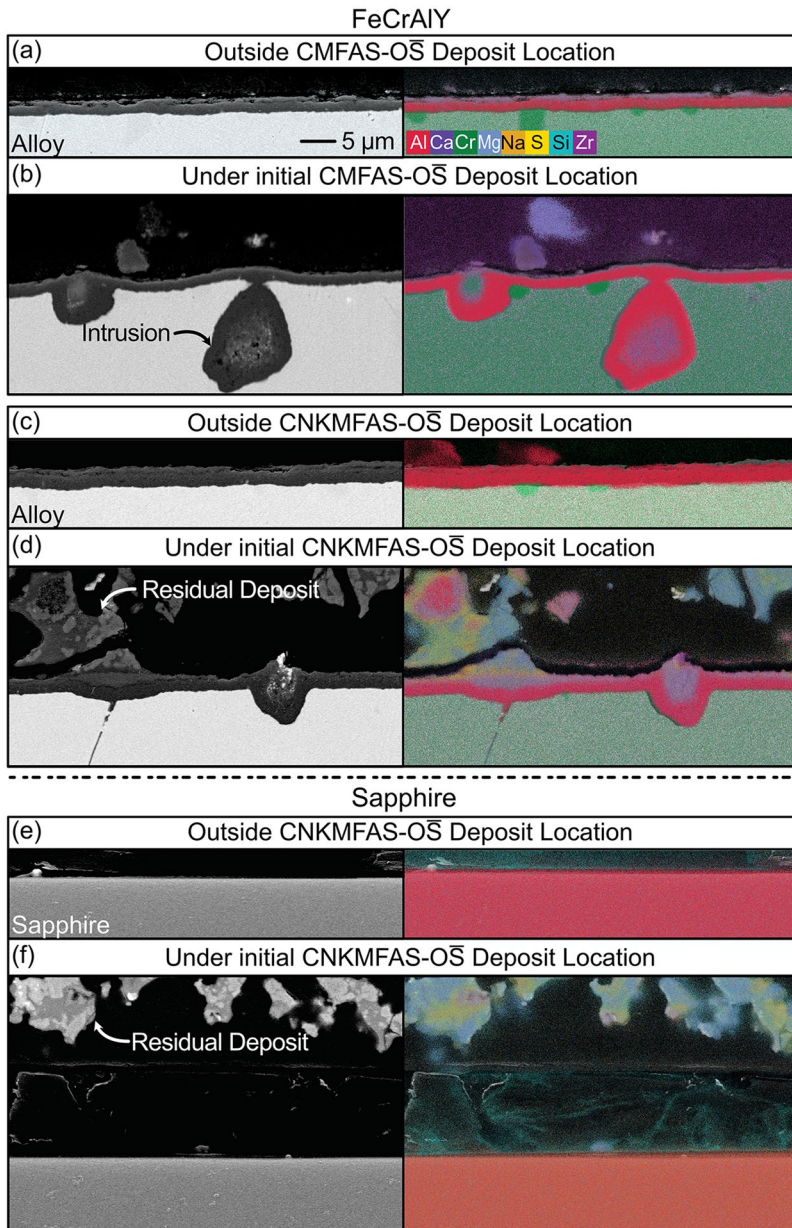 FeCrAlY
(a) Outside CMFAS-OS̅ Deposit Location
Alloy
5 µm
Al Ca Cr Mg Na S Si Zr
(b) Under initial CMFAS-OS̅ Deposit Location
Intrusion
(c) Outside CNKMFAS-OS̅ Deposit Location
Alloy
(d) Under initial CNKMFAS-OS̅ Deposit Location
Residual Deposit
Sapphire
(e) Outside CNKMFAS-OS̅ Deposit Location
Sapphire
(f) Under initial CNKMFAS-OS̅ Deposit Location
Residual Deposit